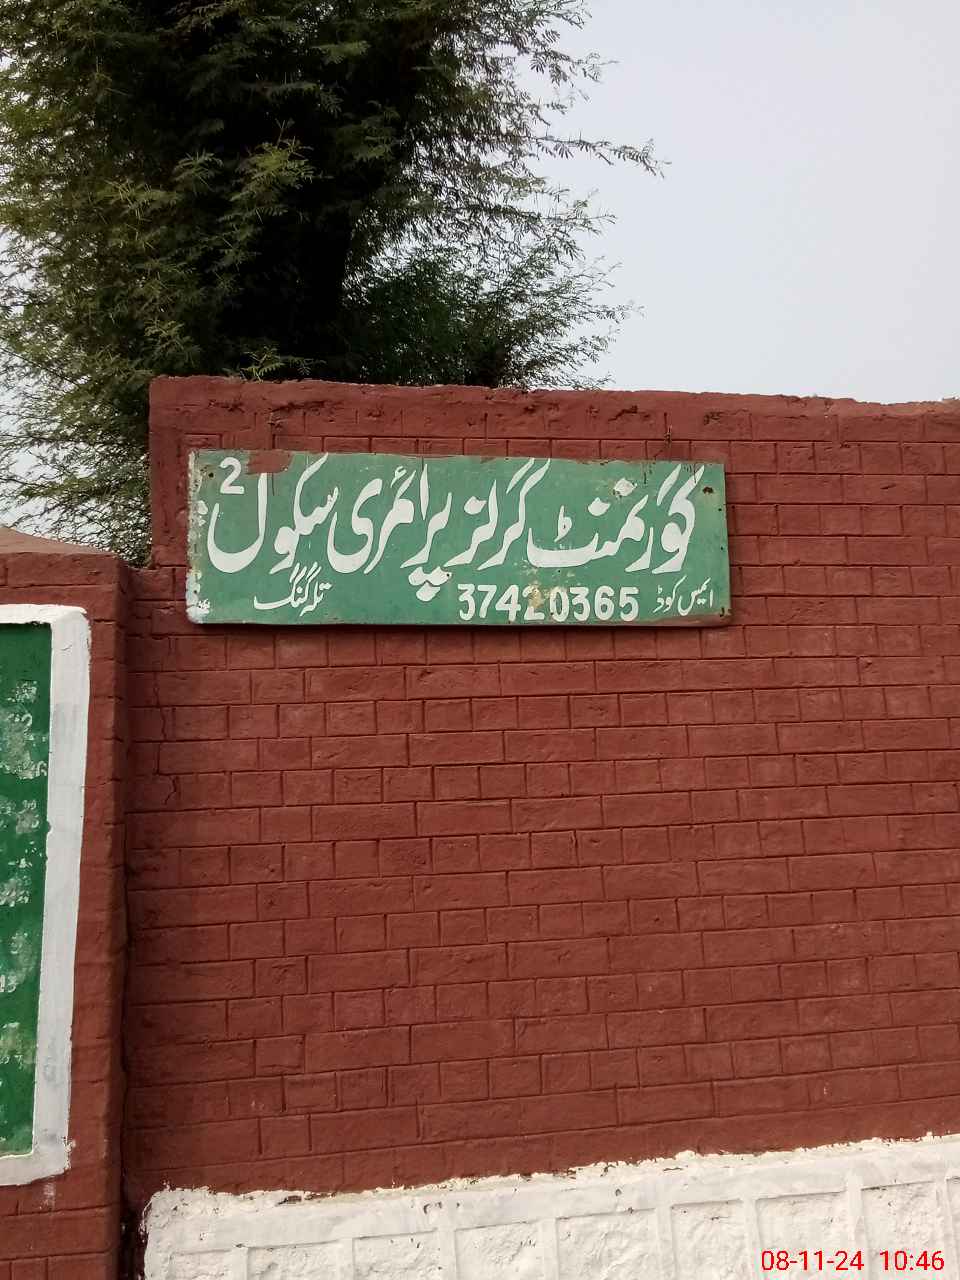 گورنمنٹ گرلز پرائمری سکول 2
ایمس کوڈ 37420365 تلہ گنگ
08-11-24 10:46